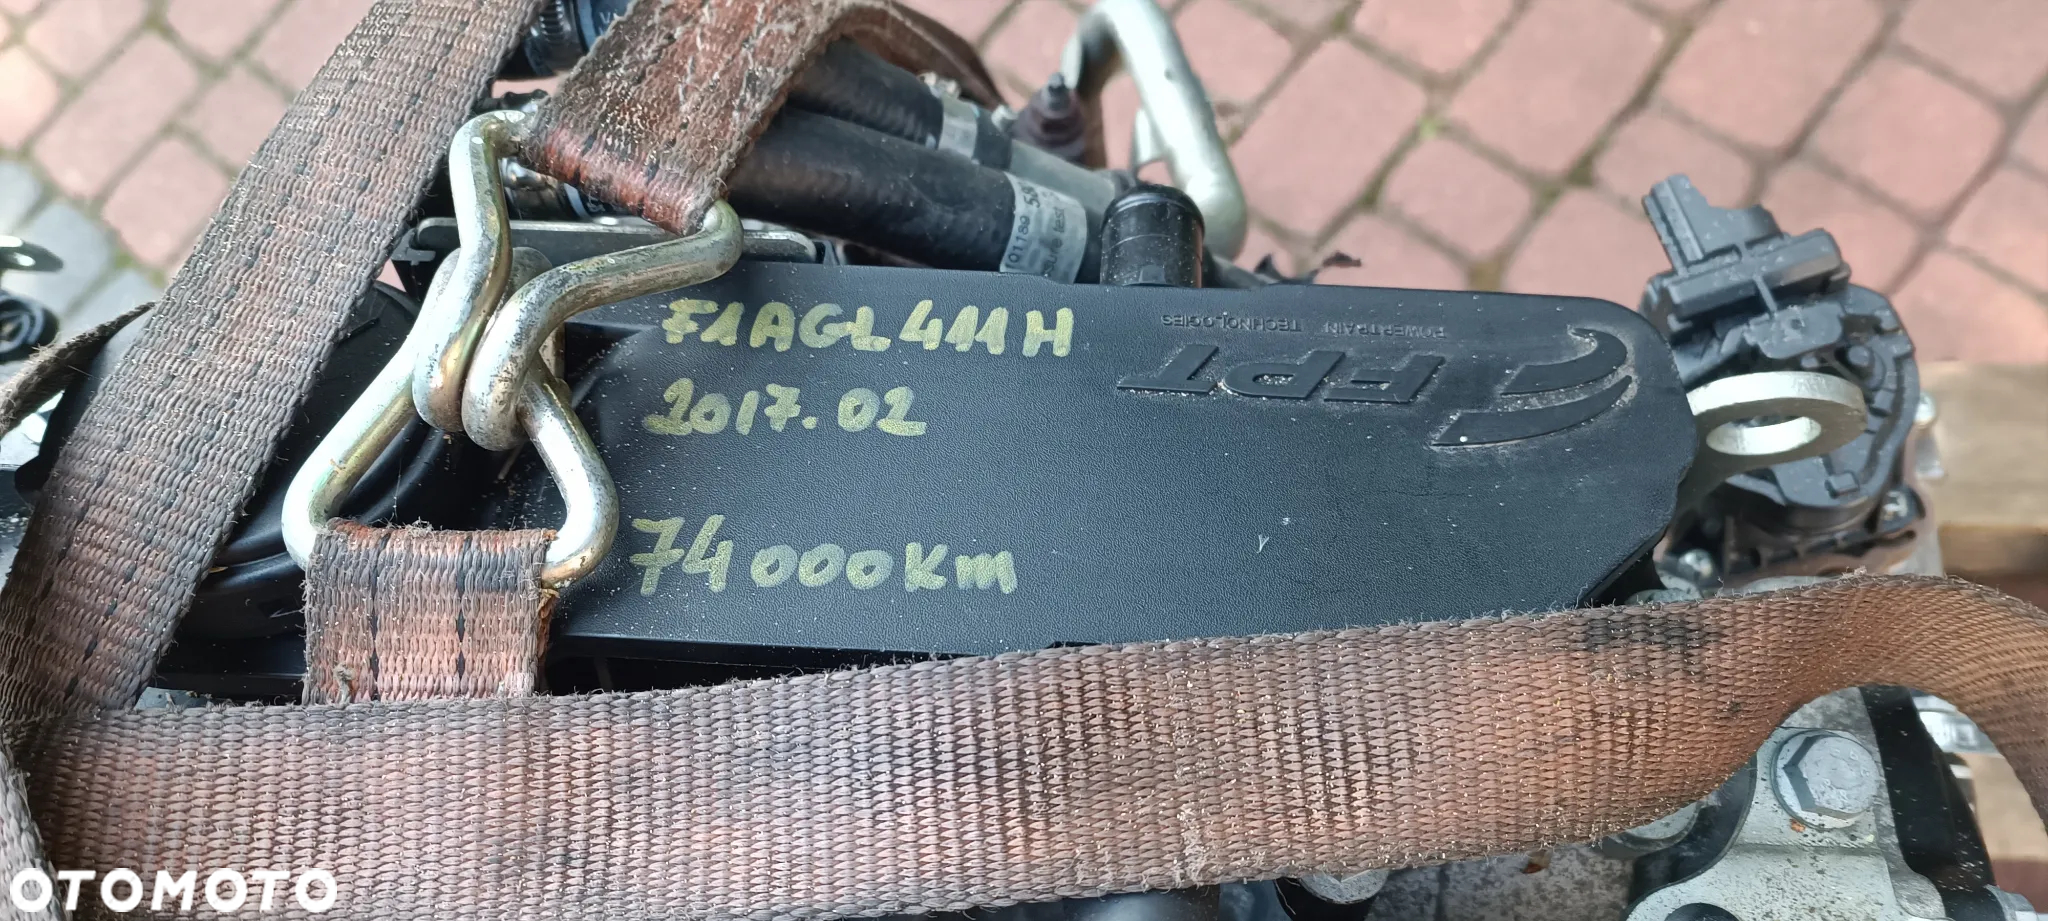 F1AGL411H
2017.02
74000Km
FPT
POWERTRAIN TECHNOLOGIES
OTOMOTO